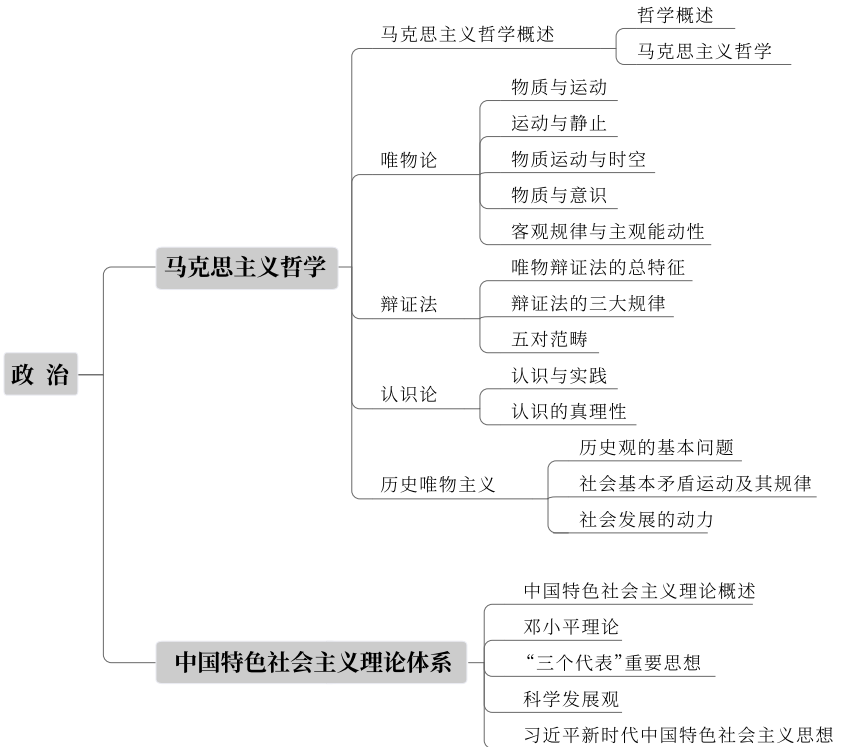 哲学概述
马克思主义哲学概述
马克思主义哲学
物质与运动
运动与静止
唯物论
物质运动与时空
物质与意识
客观规律与主观能动性
马克思主义哲学
唯物辩证法的总特征
辩证法
辩证法的三大规律
五对范畴
政 治
认识与实践
认识论
认识的真理性
历史观的基本问题
历史唯物主义
社会基本矛盾运动及其规律
社会发展的动力
中国特色社会主义理论概述
邓小平理论
中国特色社会主义理论体系
“三个代表”重要思想
科学发展观
习近平新时代中国特色社会主义思想